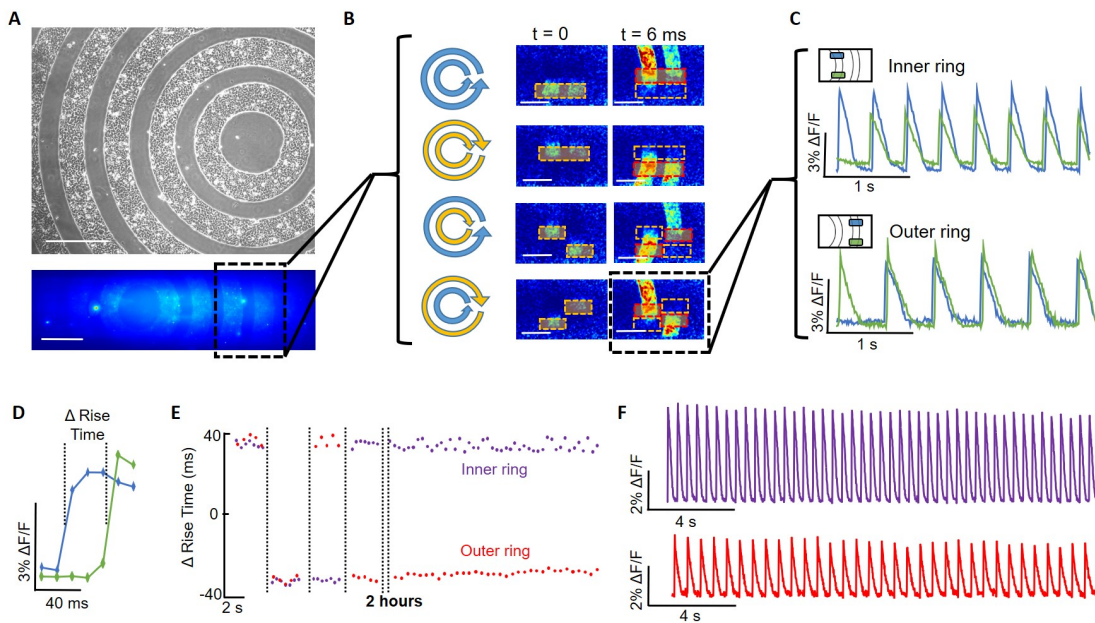 A
B
t = 0
t = 6 ms
C
Inner ring
3% ΔF/F
1 s
Outer ring
3% ΔF/F
1 s
D
Δ Rise
Time
3% ΔF/F
40 ms
E
Δ Rise Time (ms)
40
0
-40
Inner ring
Outer ring
2 s
2 hours
F
2% ΔF/F
4 s
2% ΔF/F
4 s